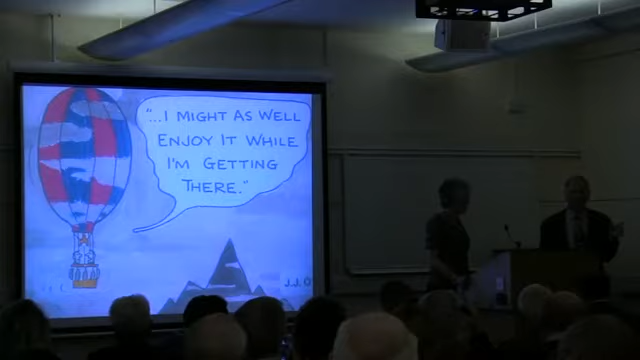 "...I MIGHT AS WELL
ENJOY IT WHILE
I'M GETTING
THERE."
J.J.O